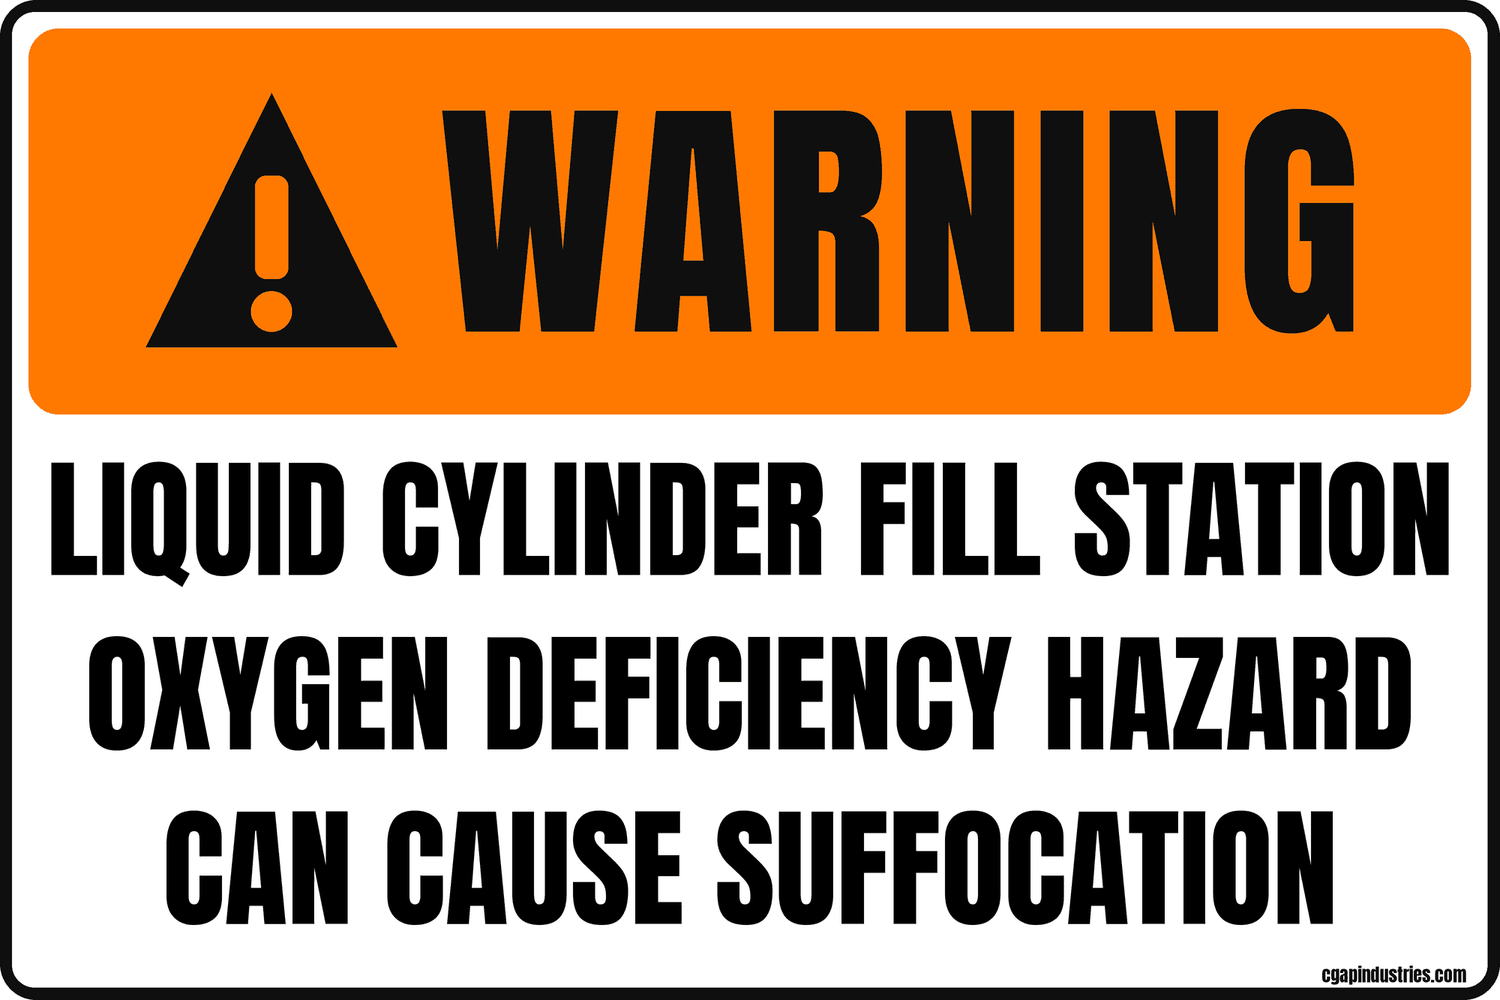 WARNING
LIQUID CYLINDER FILL STATION
OXYGEN DEFICIENCY HAZARD
CAN CAUSE SUFFOCATION
cgapindustries.com